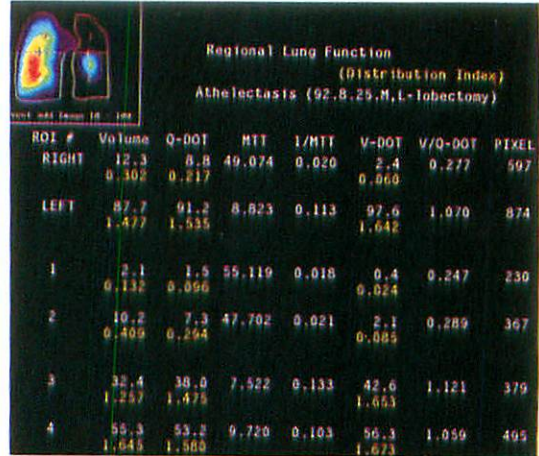 Regional Lung Function
(Distribution Index)
Athelectasis (92.8.25.M,L-lobectomy)
ROI # Volume Q-DOT MTT 1/MTT V-DOT V/Q-DOT PIXEL
RIGHT 12.3 8.8 49.074 0.020 2.4 0.277 597
0.302 0.217 0.060
LEFT 87.7 91.2 8.823 0.113 97.6 1.070 874
1.477 1.535 1.642
1 2.1 1.5 55.119 0.018 0.4 0.247 230
0.132 0.096 0.024
2 10.2 7.3 47.702 0.021 2.1 0.289 367
0.409 0.294 0.085
3 32.4 38.0 7.522 0.133 42.6 1.121 379
1.257 1.475 1.653
4 55.3 53.2 9.720 0.103 56.3 1.059 495
1.645 1.580 1.673